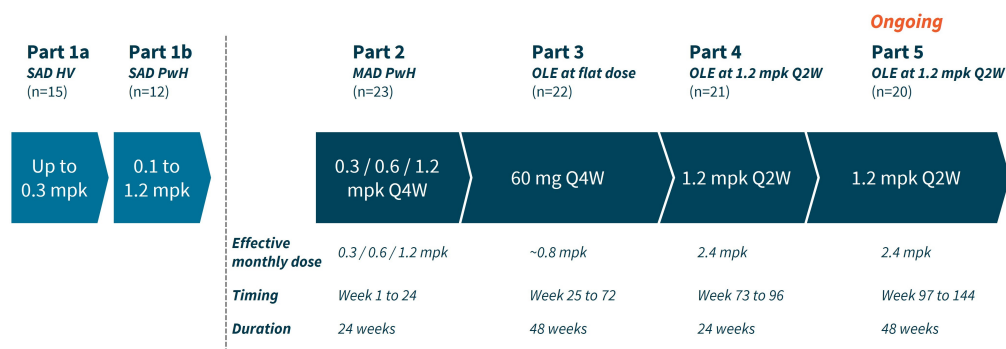 Ongoing
Part 1a
SAD HV
(n=15)
Part 1b
SAD PwH
(n=12)
Part 2
MAD PwH
(n=23)
Part 3
OLE at flat dose
(n=22)
Part 4
OLE at 1.2 mpk Q2W
(n=21)
Part 5
OLE at 1.2 mpk Q2W
(n=20)
Up to
0.3 mpk
0.1 to
1.2 mpk
0.3 / 0.6 / 1.2
mpk Q4W
60 mg Q4W
1.2 mpk Q2W
1.2 mpk Q2W
Effective
monthly dose
0.3 / 0.6 / 1.2 mpk
~0.8 mpk
2.4 mpk
2.4 mpk
Timing
Week 1 to 24
Week 25 to 72
Week 73 to 96
Week 97 to 144
Duration
24 weeks
48 weeks
24 weeks
48 weeks